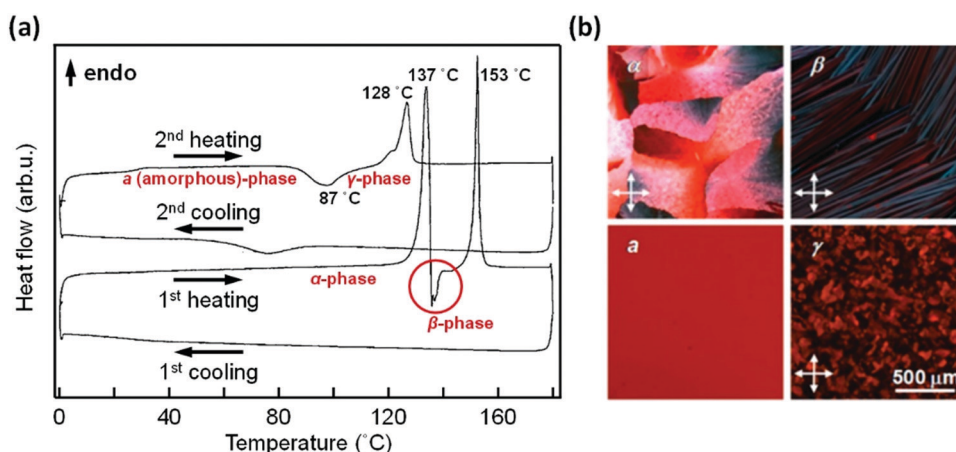 (a)
endo
137 °C
153 °C
128 °C
2nd heating
a (amorphous)-phase
γ-phase
87 °C
2nd cooling
α-phase
1st heating
β-phase
1st cooling
Heat flow (arb.u.)
0
40
80
120
160
Temperature (°C)
(b)
α
β
a
γ
500 μm